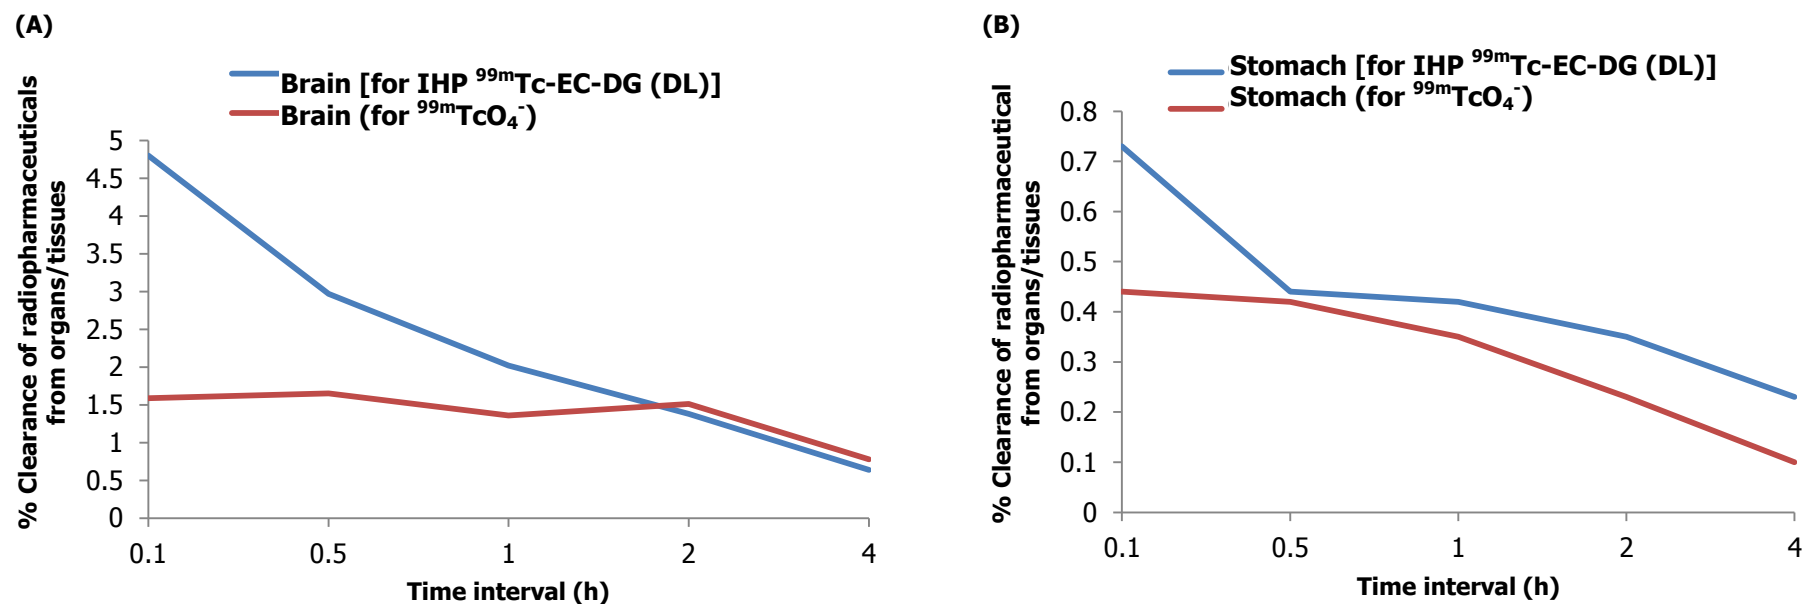 (A)
Brain [for IHP ⁹⁹ᵐTc-EC-DG (DL)]
Brain (for ⁹⁹ᵐTcO₄⁻)
% Clearance of radiopharmaceuticals
from organs/tissues
5
4.5
4
3.5
3
2.5
2
1.5
1
0.5
0
0.1 0.5 1 2 4
Time interval (h)
(B)
Stomach [for IHP ⁹⁹ᵐTc-EC-DG (DL)]
Stomach (for ⁹⁹ᵐTcO₄⁻)
% Clearance of radiopharmaceutical
from organs/tissues
0.8
0.7
0.6
0.5
0.4
0.3
0.2
0.1
0
0.1 0.5 1 2 4
Time interval (h)